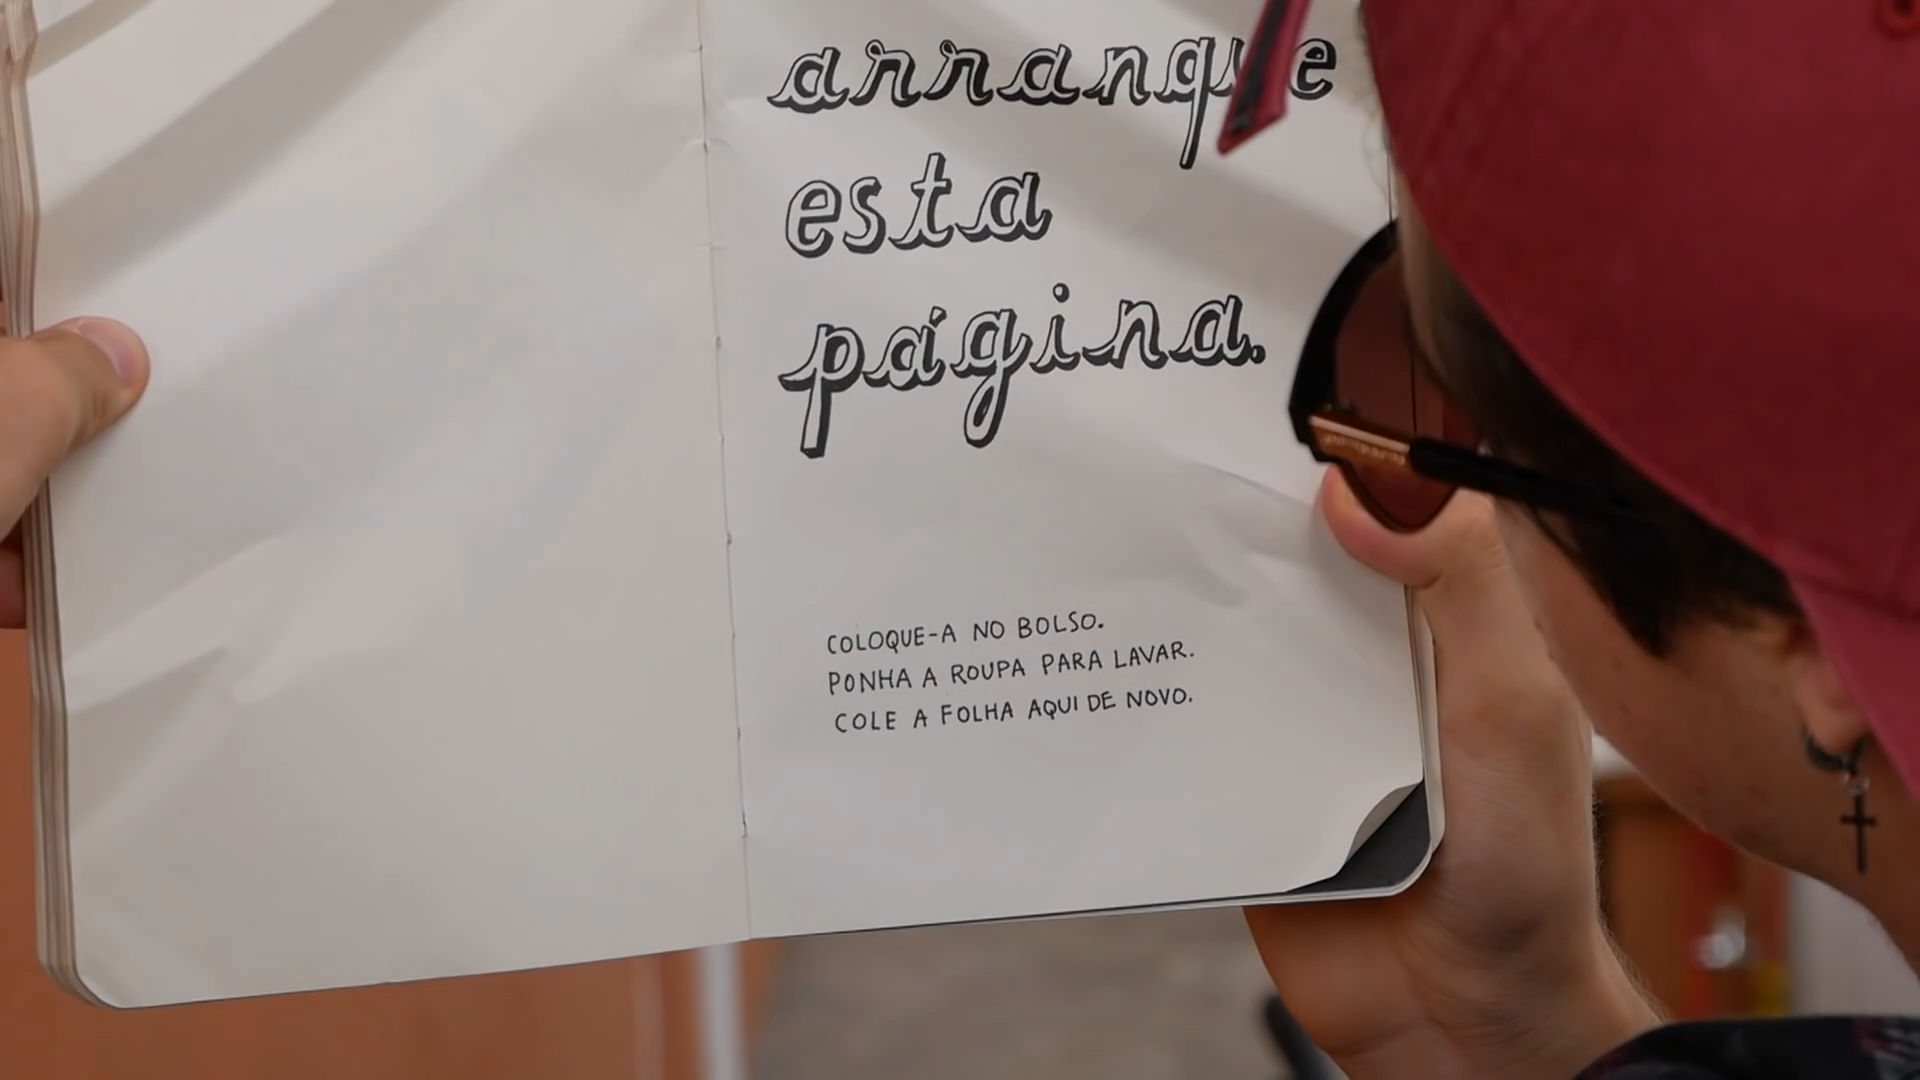 arranque
esta
página.
COLOQUE-A NO BOLSO.
PONHA A ROUPA PARA LAVAR.
COLE A FOLHA AQUI DE NOVO.